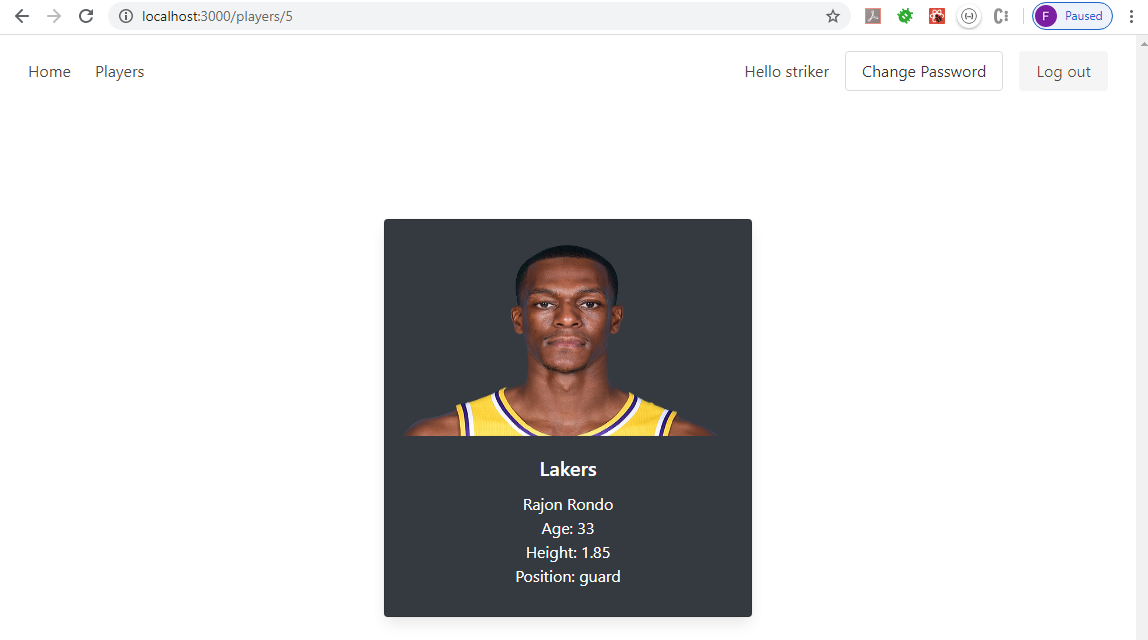 localhost:3000/players/5
F Paused
Home Players Hello striker Change Password Log out
Lakers
Rajon Rondo
Age: 33
Height: 1.85
Position: guard